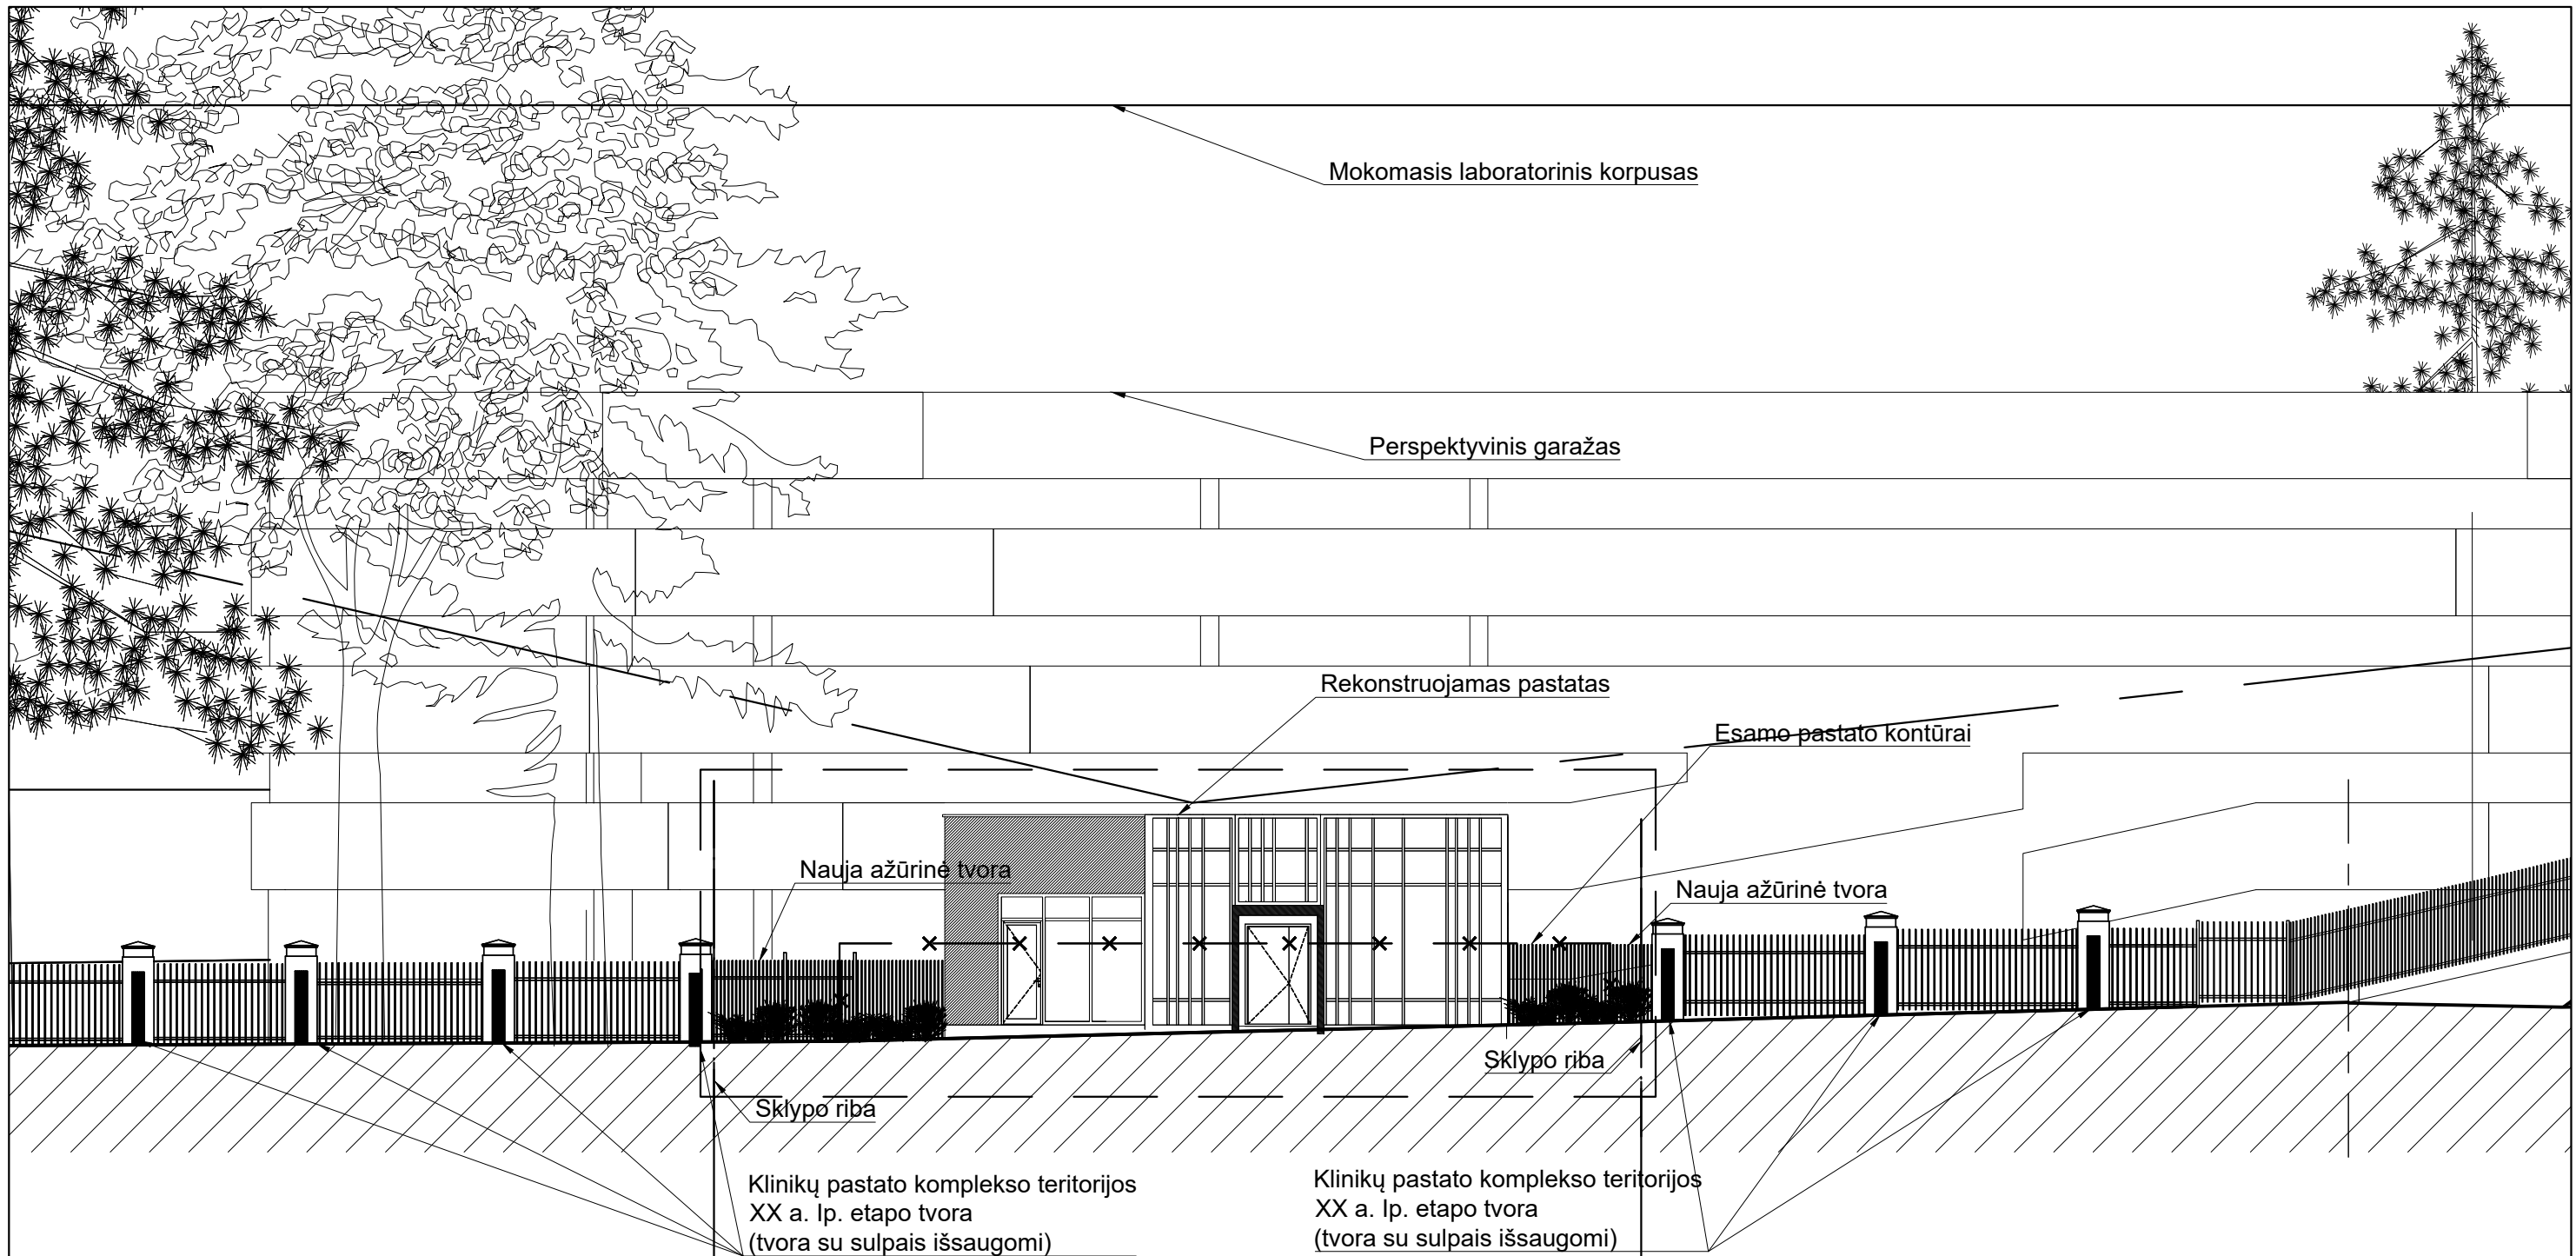 Mokomasis laboratorinis korpusas
Perspektyvinis garažas
Rekonstruojamas pastatas
Esamo pastato kontūrai
Nauja ažūrinė tvora
Nauja ažūrinė tvora
Sklypo riba
Sklypo riba
Klinikų pastato komplekso teritorijos
XX a. Ip. etapo tvora
(tvora su sulpais išsaugomi)
Klinikų pastato komplekso teritorijos
XX a. Ip. etapo tvora
(tvora su sulpais išsaugomi)